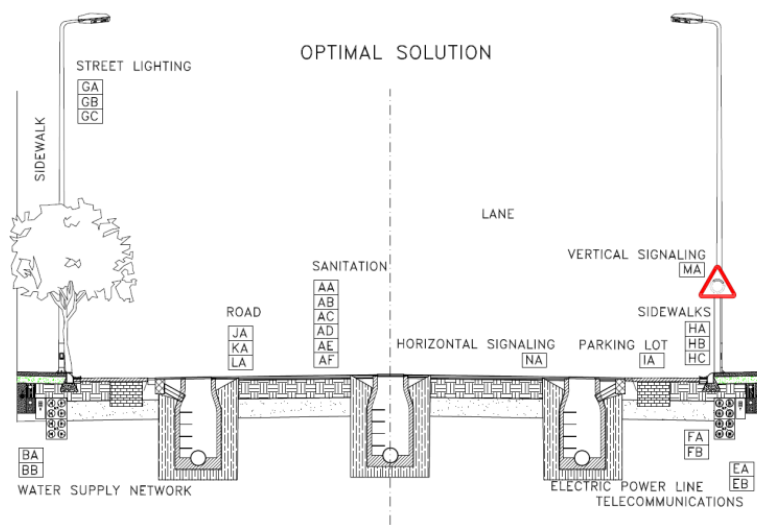 OPTIMAL SOLUTION
STREET LIGHTING
GA
GB
GC
SIDEWALK
LANE
VERTICAL SIGNALING
MA
SANITATION
AA
AB
AC
AD
AE
AF
ROAD
JA
KA
LA
HORIZONTAL SIGNALING
NA
PARKING LOT
IA
SIDEWALKS
HA
HB
HC
BA
BB
WATER SUPPLY NETWORK
FA
FB
ELECTRIC POWER LINE
EA
EB
TELECOMMUNICATIONS